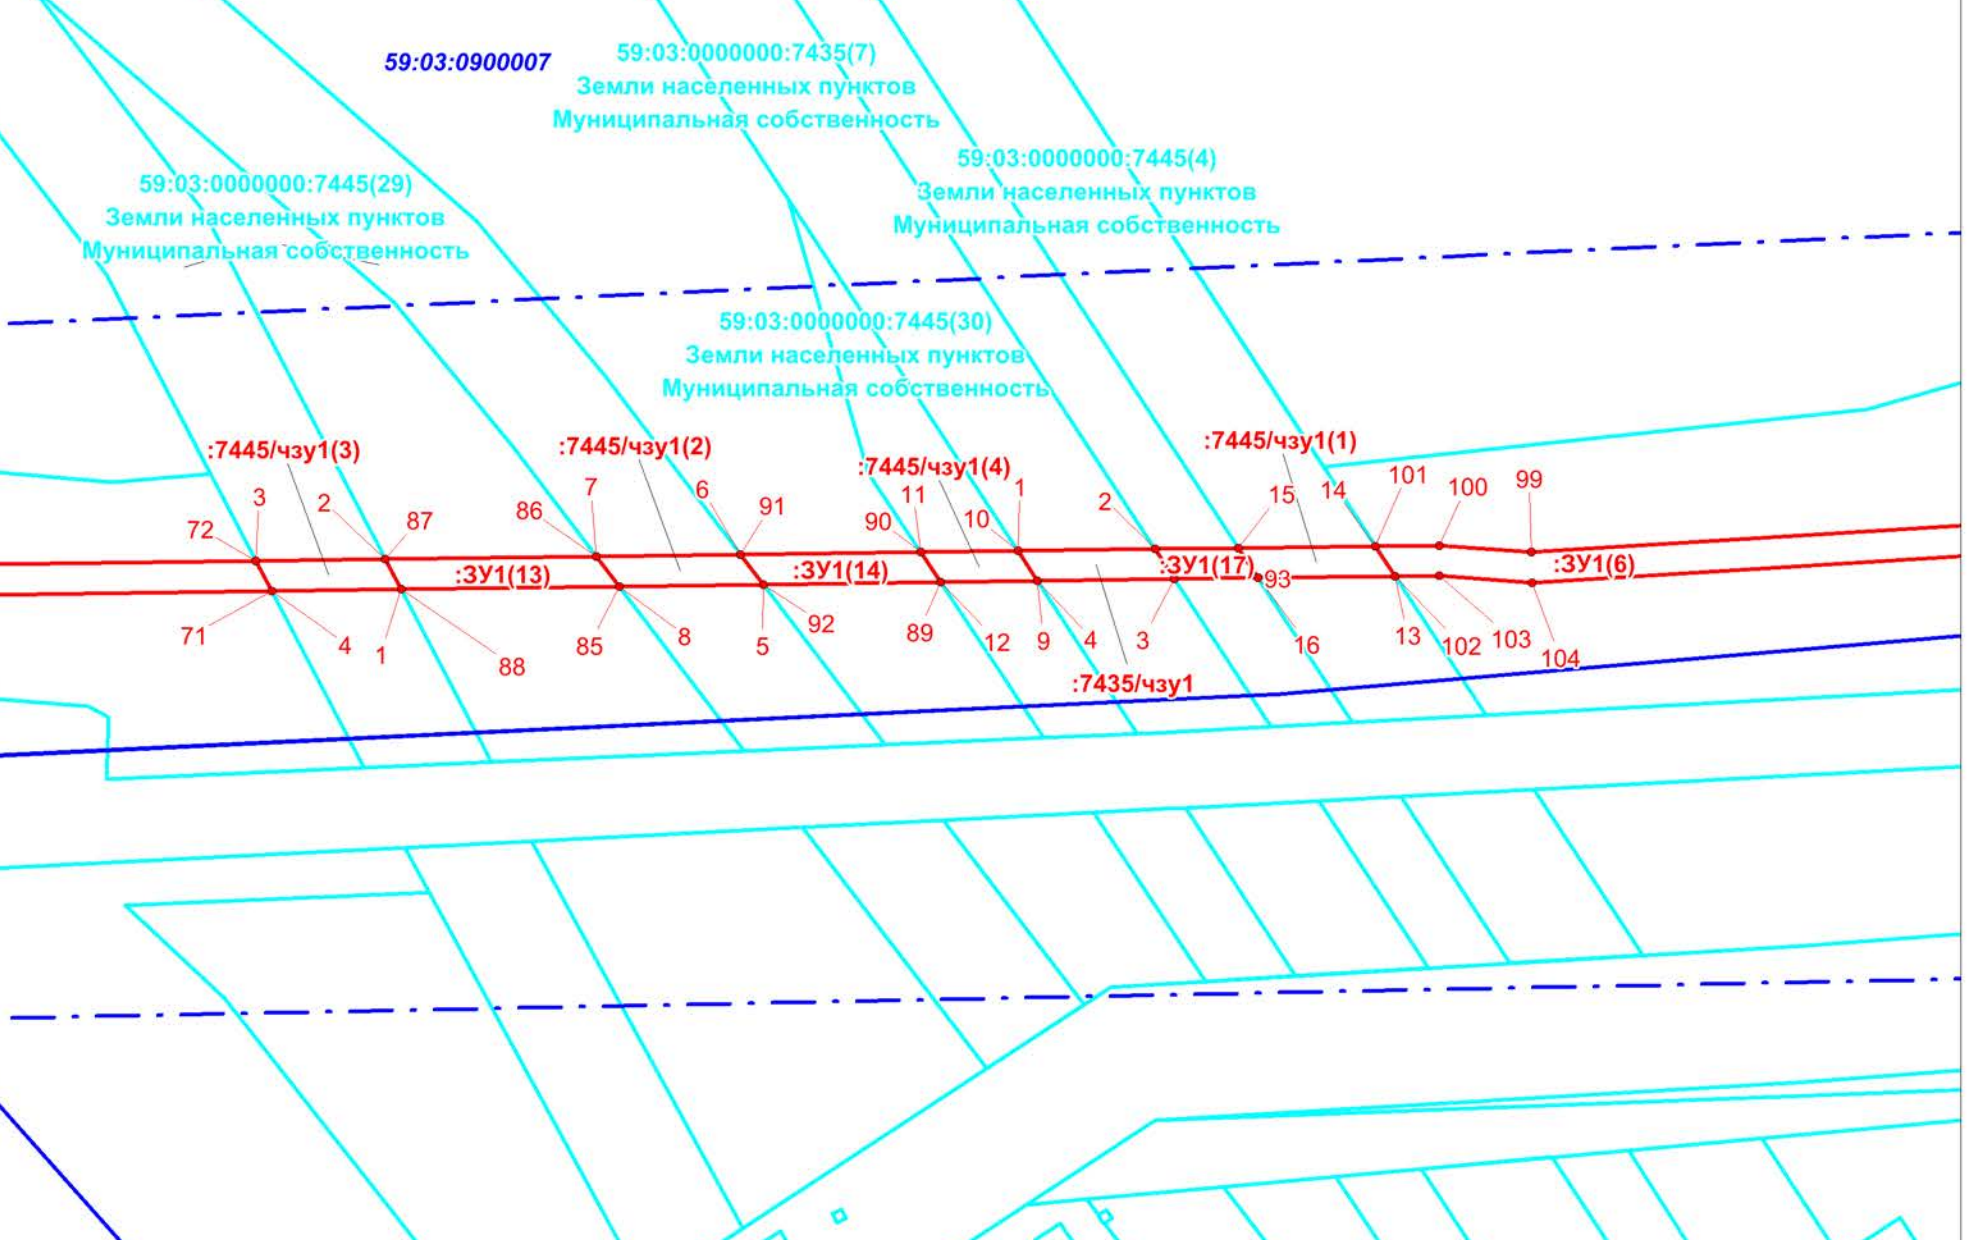 59:03:0900007
59:03:0000000:7435(7)
Земли населенных пунктов
Муниципальная собственность
59:03:0000000:7445(4)
Земли населенных пунктов
Муниципальная собственность
59:03:0000000:7445(29)
Земли населенных пунктов
Муниципальная собственность
59:03:0000000:7445(30)
Земли населенных пунктов
Муниципальная собственность
:7445/чзу1(3)
:7445/чзу1(2)
:7445/чзу1(4)
:7445/чзу1(1)
72
3
2
87
86
7
6
91
90
11
10
1
2
15
14
101
100
99
:ЗУ1(13)
:ЗУ1(14)
:ЗУ1(17)
93
:ЗУ1(6)
71
4
1
88
85
8
5
92
89
12
9
4
3
16
13
102
103
104
:7435/чзу1